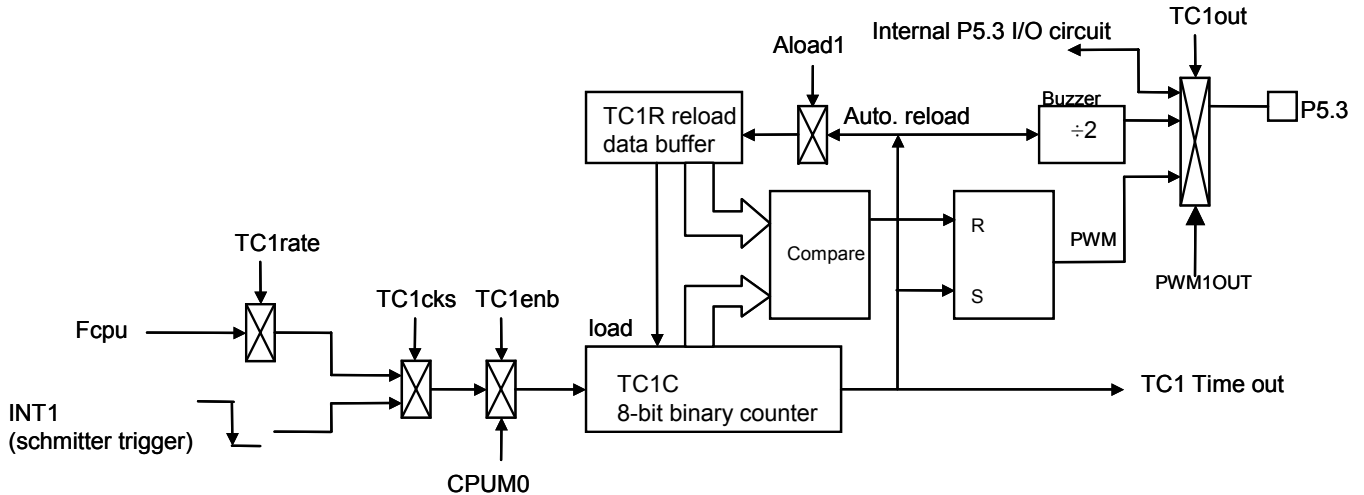 TC1out
Internal P5.3 I/O circuit
Aload1
Buzzer
TC1R reload
data buffer
Auto. reload
÷2
P5.3
TC1rate
Compare
R
PWM
S
PWM1OUT
TC1cks
TC1enb
Fcpu
load
TC1C
8-bit binary counter
TC1 Time out
INT1
(schmitter trigger)
CPUM0